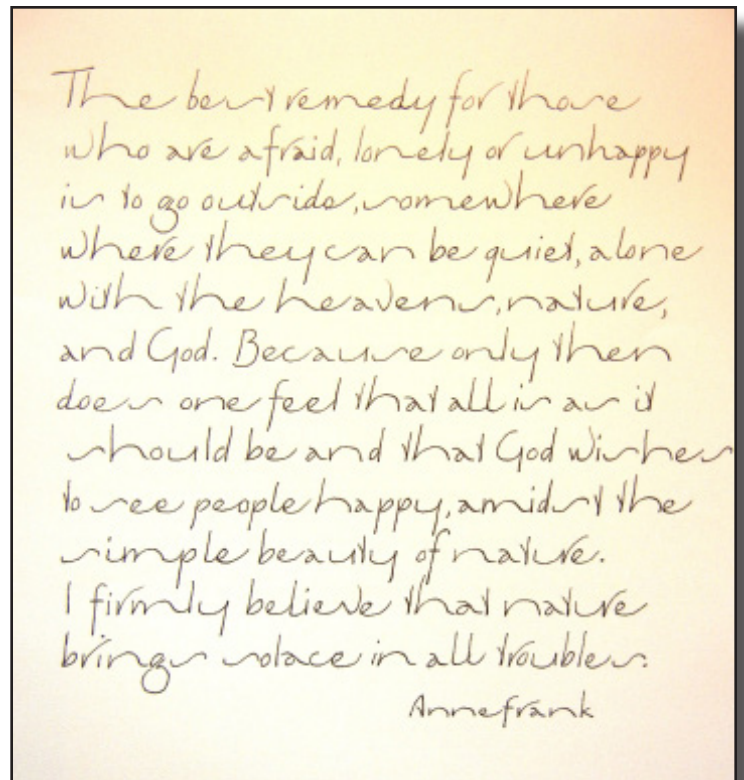 The best remedy for those
who are afraid, lonely or unhappy
is to go outside, somewhere
where they can be quiet, alone
with the heavens, nature,
and God. Because only then
does one feel that all is as it
should be and that God wishes
to see people happy, amidst the
simple beauty of nature.
I firmly believe that nature
brings solace in all troubles.
Anne frank